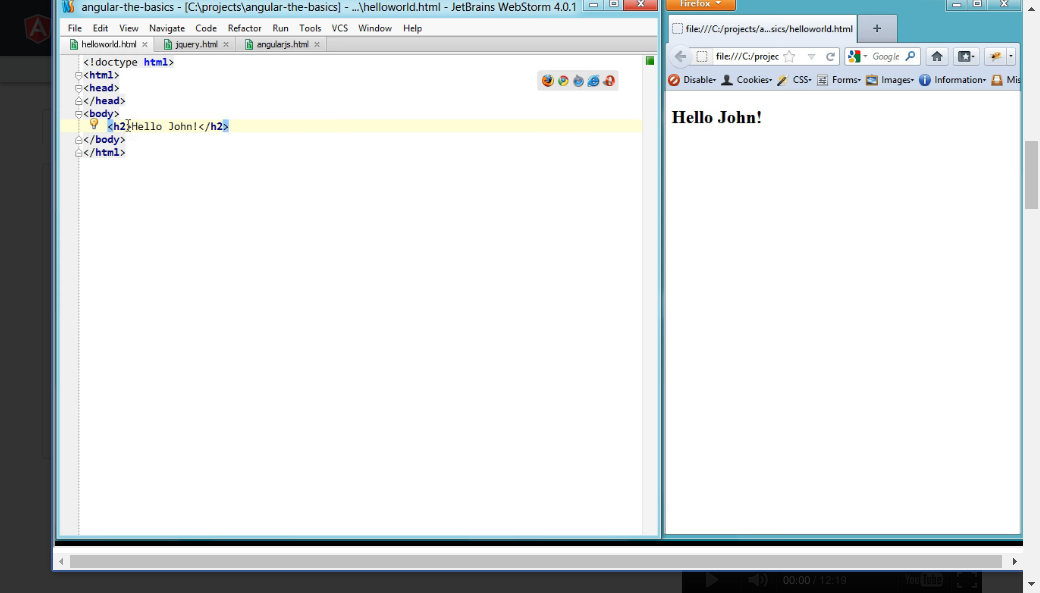 angular-the-basics - [C:\projects\angular-the-basics] - ...\helloworld.html - JetBrains WebStorm 4.0.1
File Edit View Navigate Code Refactor Run Tools VCS Window Help
helloworld.html jquery.html angularjs.html
<!doctype html>
<html>
<head>
</head>
<body>
<h2>Hello John!</h2>
</body>
</html>
Firefox
file:///C:/projects/a...sics/helloworld.html
file:///C:/projec Google
Disable Cookies CSS Forms Images Information Mis
Hello John!
00:00 / 12:19 YouTube